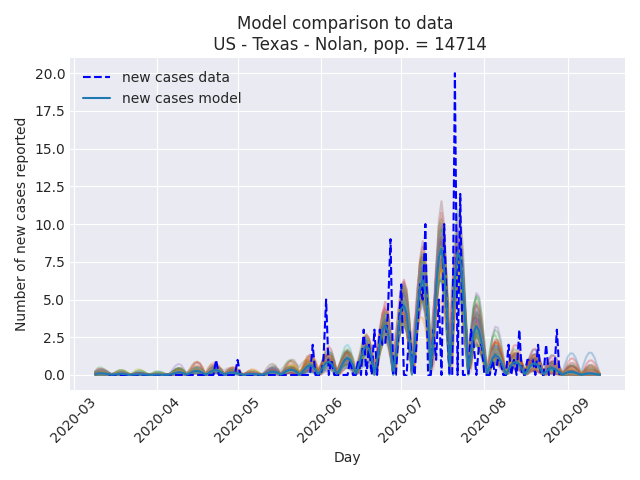 Model comparison to data
US - Texas - Nolan, pop. = 14714
new cases data
new cases model
Number of new cases reported
20.0
17.5
15.0
12.5
10.0
7.5
5.0
2.5
0.0
2020-03
2020-04
2020-05
2020-06
2020-07
2020-08
2020-09
Day